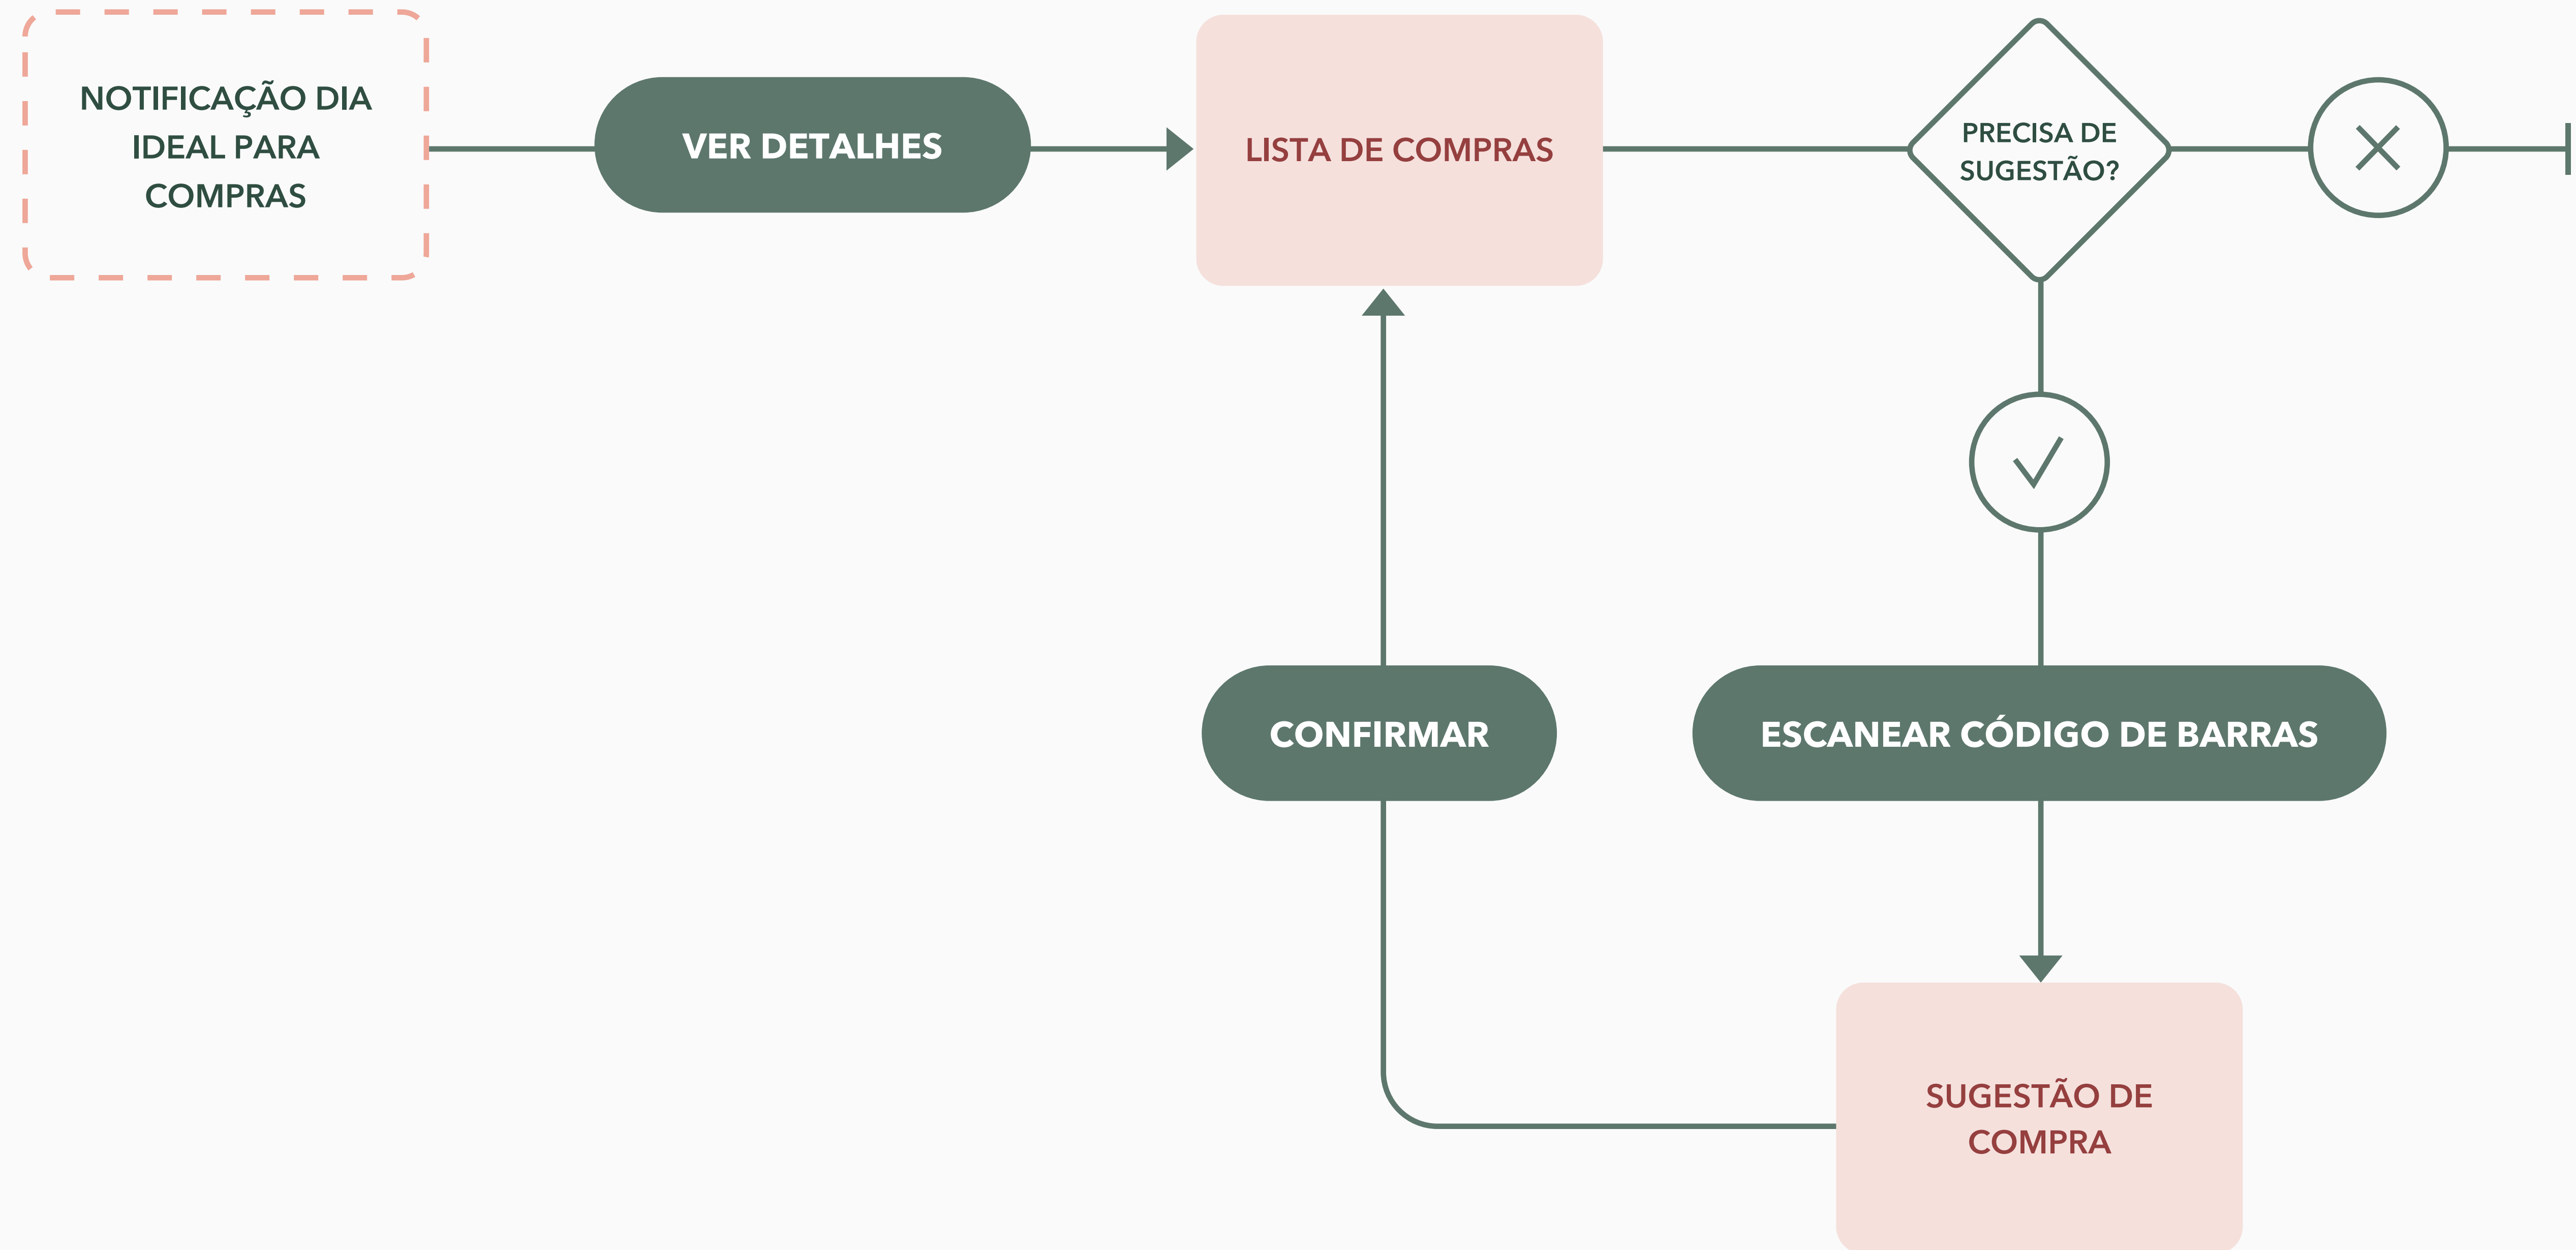 NOTIFICAÇÃO DIA
IDEAL PARA
COMPRAS
VER DETALHES
LISTA DE COMPRAS
PRECISA DE
SUGESTÃO?
CONFIRMAR
ESCANEAR CÓDIGO DE BARRAS
SUGESTÃO DE
COMPRA